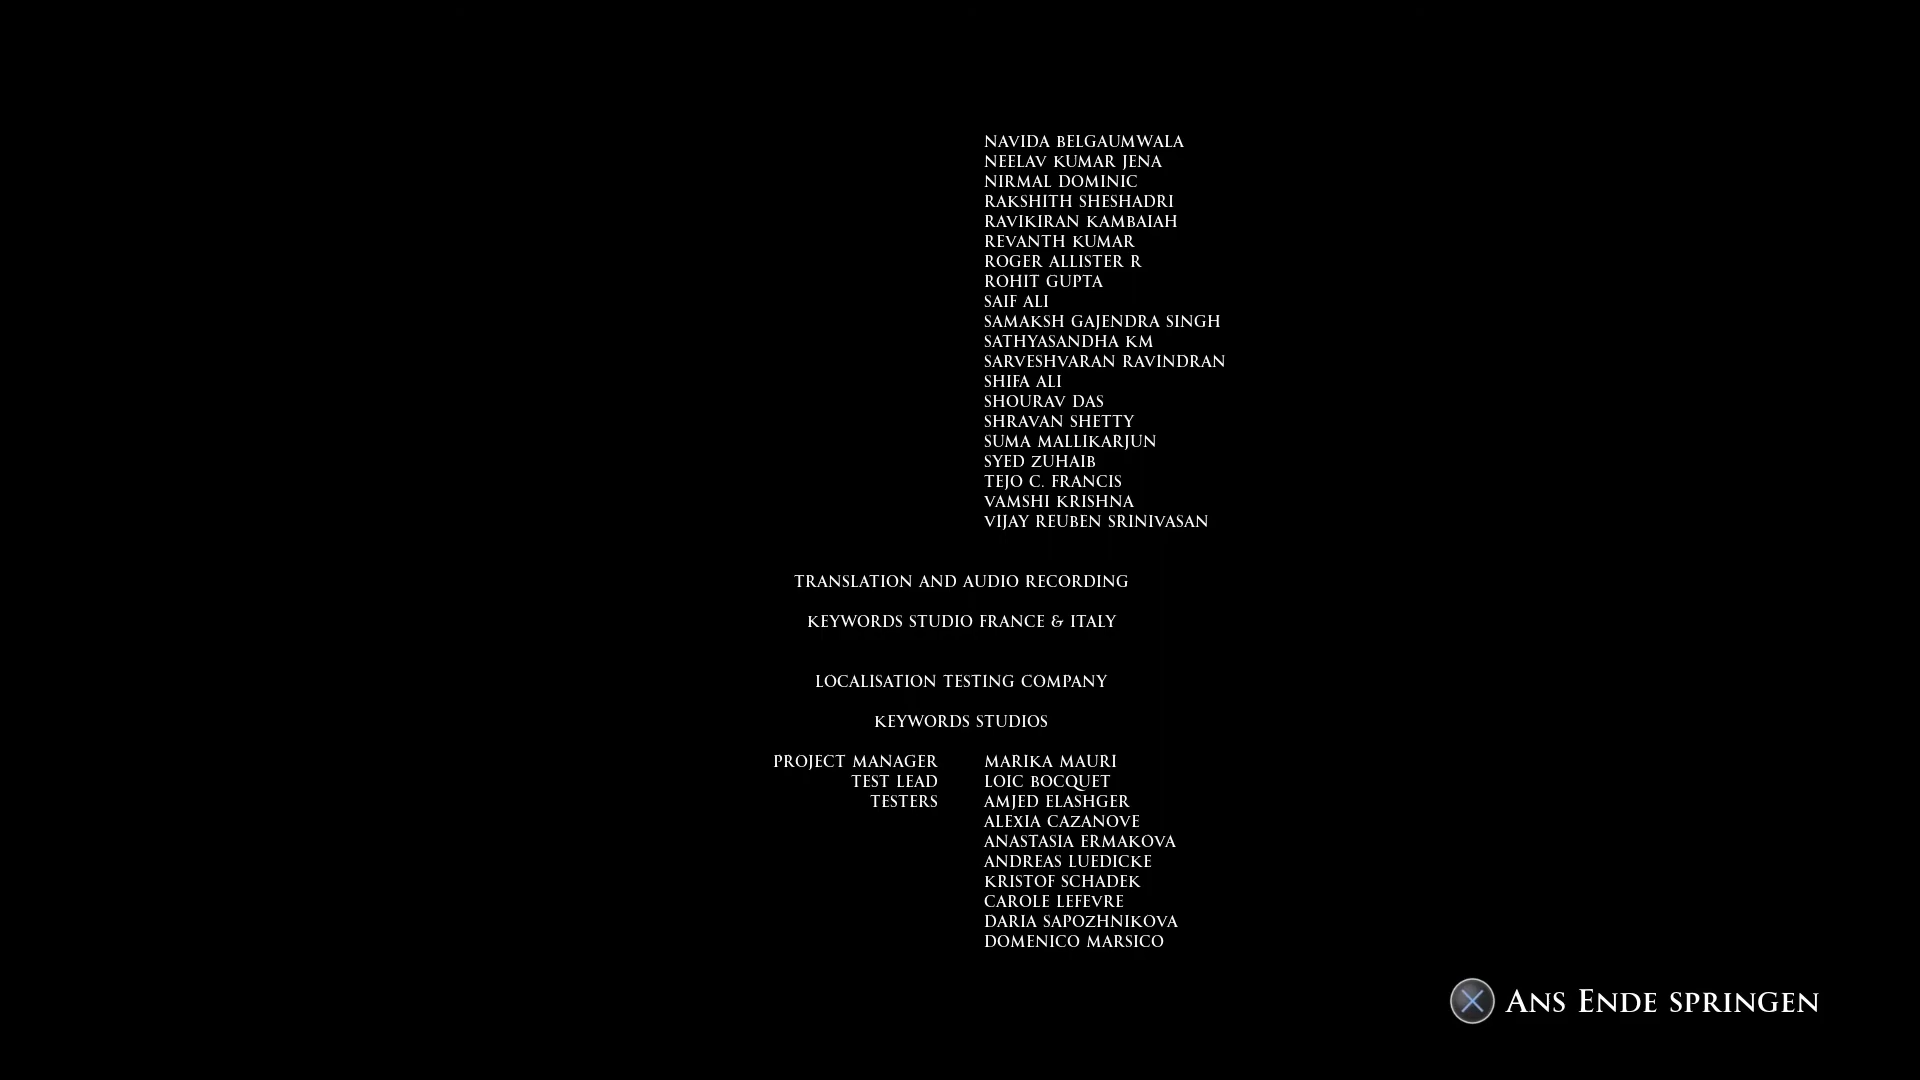 NAVIDA BELGAUMWALA
NEELAV KUMAR JENA
NIRMAL DOMINIC
RAKSHITH SHESHADRI
RAVIKIRAN KAMBAIAH
REVANTH KUMAR
ROGER ALLISTER R
ROHIT GUPTA
SAIF ALI
SAMAKSH GAJENDRA SINGH
SATHYASANDHA KM
SARVESHVARAN RAVINDRAN
SHIFA ALI
SHOURAV DAS
SHRAVAN SHETTY
SUMA MALLIKARJUN
SYED ZUHAIB
TEJO C. FRANCIS
VAMSHI KRISHNA
VIJAY REUBEN SRINIVASAN
TRANSLATION AND AUDIO RECORDING
KEYWORDS STUDIO FRANCE & ITALY
LOCALISATION TESTING COMPANY
KEYWORDS STUDIOS
PROJECT MANAGER MARIKA MAURI
TEST LEAD LOIC BOCQUET
TESTERS AMJED ELASHGER
ALEXIA CAZANOVE
ANASTASIA ERMAKOVA
ANDREAS LUEDICKE
KRISTOF SCHADEK
CAROLE LEFEVRE
DARIA SAPOZHNIKOVA
DOMENICO MARSICO
ANS ENDE SPRINGEN